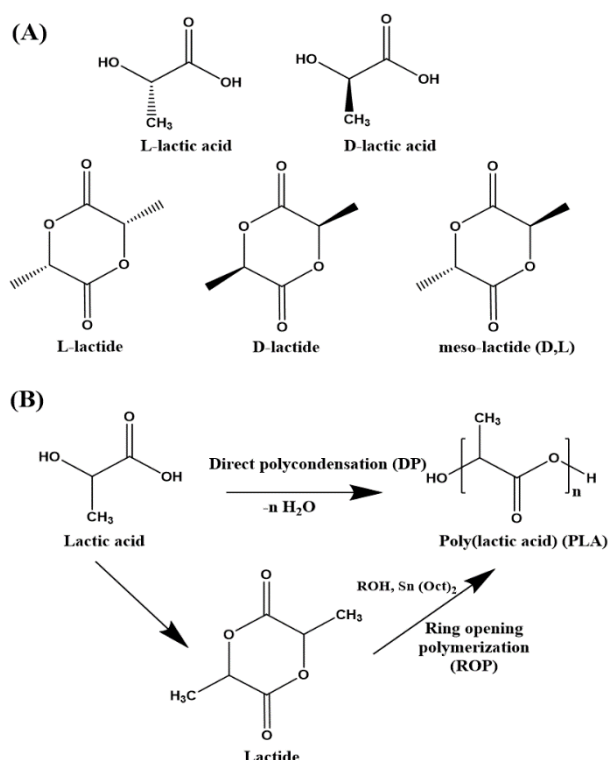 (A)
O
HO
OH
CH3
L-lactic acid
O
HO
OH
CH3
D-lactic acid
O
O
O
O
L-lactide
O
O
O
O
D-lactide
O
O
O
O
meso-lactide (D,L)
(B)
O
HO
OH
CH3
Lactic acid
Direct polycondensation (DP)
-n H2O
CH3
HO
O
H
n
O
Poly(lactic acid) (PLA)
ROH, Sn (Oct)2
Ring opening
polymerization
(ROP)
O
O
CH3
H3C
O
O
Lactide